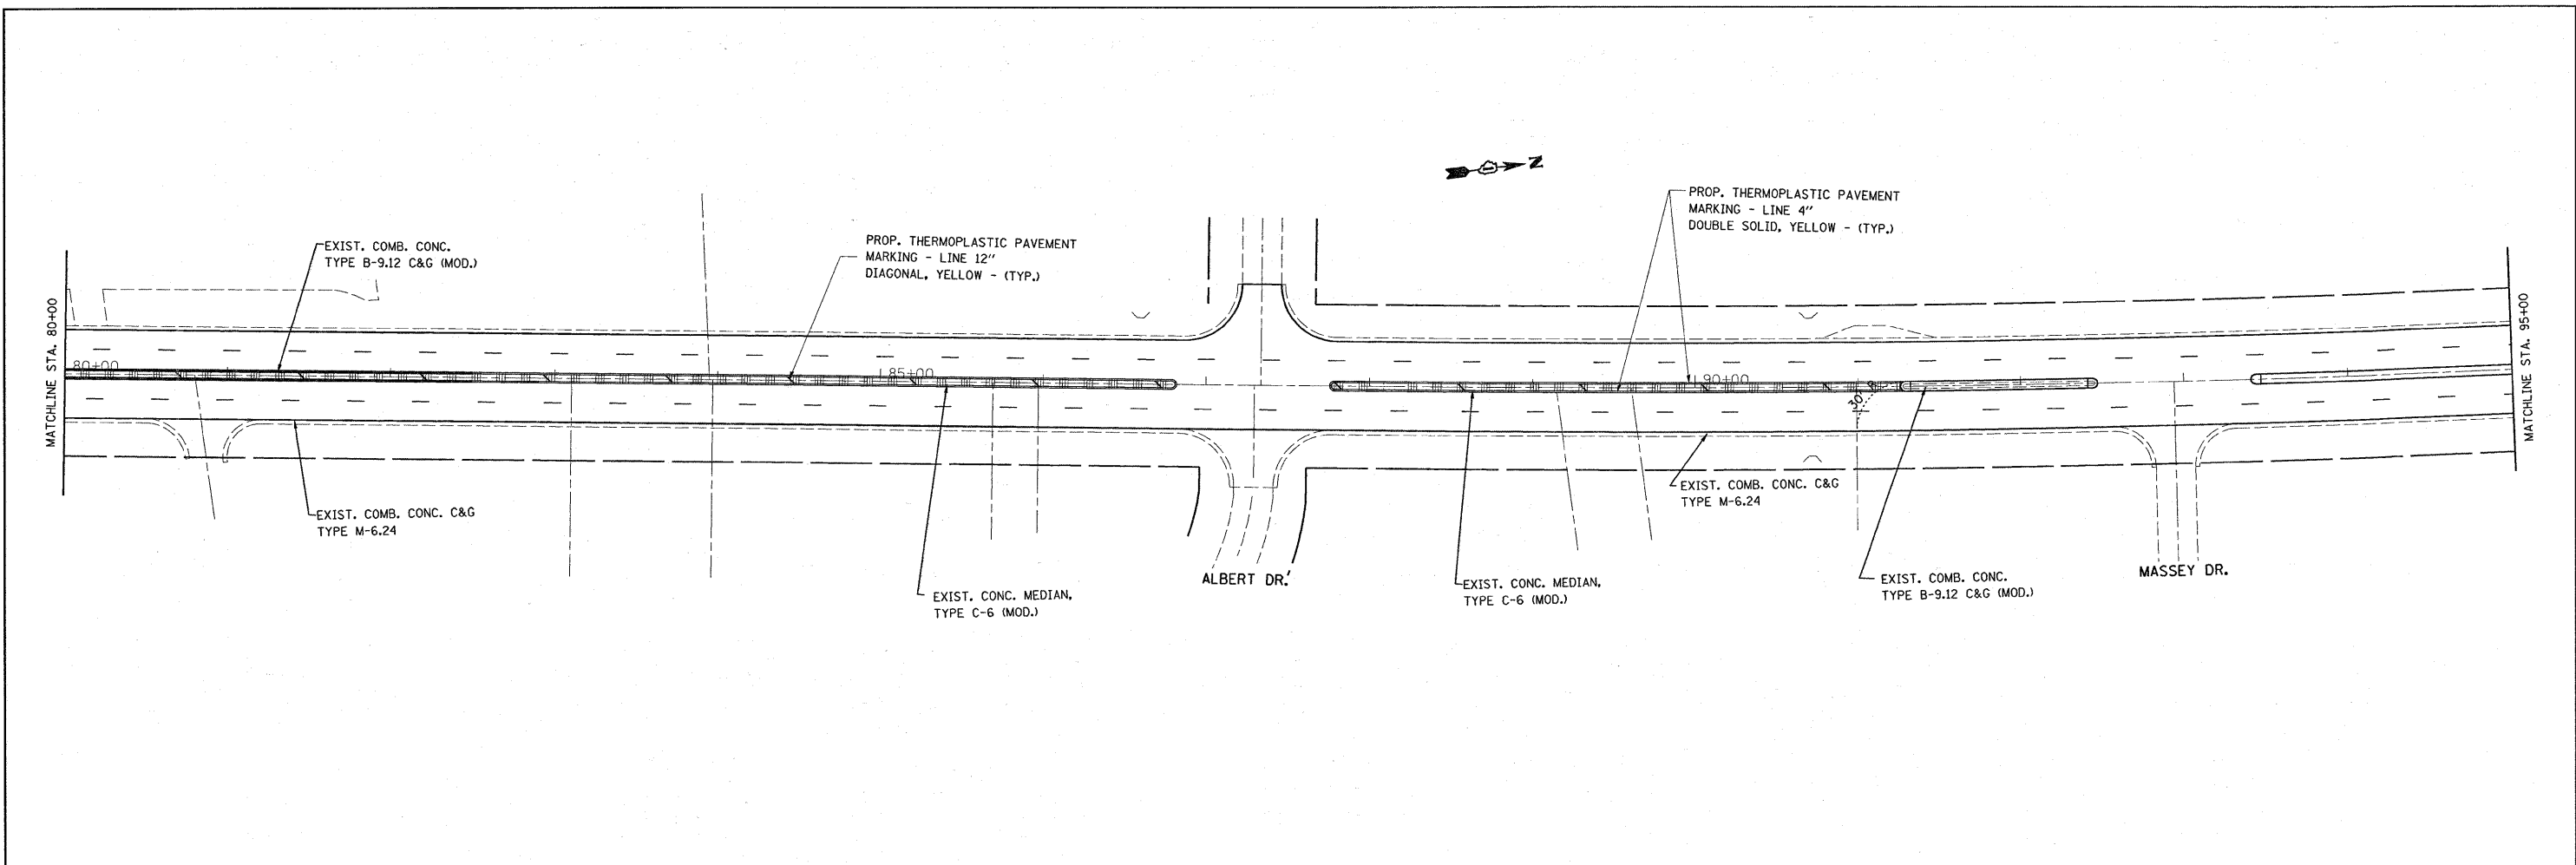 N
PROP. THERMOPLASTIC PAVEMENT
MARKING - LINE 4"
DOUBLE SOLID, YELLOW - (TYP.)
EXIST. COMB. CONC.
TYPE B-9.12 C&G (MOD.)
PROP. THERMOPLASTIC PAVEMENT
MARKING - LINE 12"
DIAGONAL, YELLOW - (TYP.)
MATCHLINE STA. 80+00
80+00
85+00
90+00
30'
MATCHLINE STA. 95+00
EXIST. COMB. CONC. C&G
TYPE M-6.24
EXIST. CONC. MEDIAN,
TYPE C-6 (MOD.)
ALBERT DR.
EXIST. CONC. MEDIAN,
TYPE C-6 (MOD.)
EXIST. COMB. CONC. C&G
TYPE M-6.24
EXIST. COMB. CONC.
TYPE B-9.12 C&G (MOD.)
MASSEY DR.